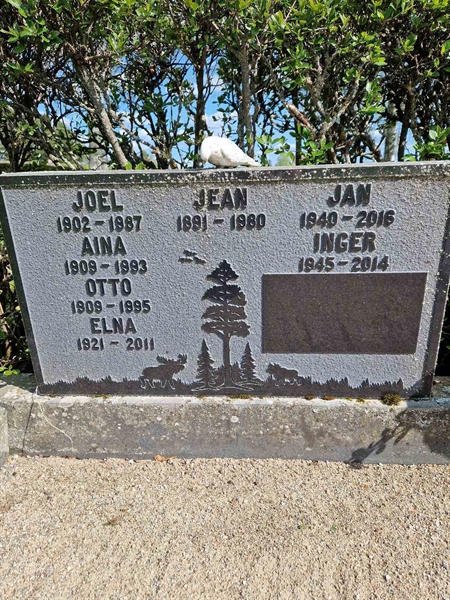 JOEL
1902 - 1987
AINA
1909 - 1993
OTTO
1909 - 1995
ELNA
1921 - 2011
JEAN
1891 - 1980
JAN
1940 - 2016
INGER
1945 - 2014